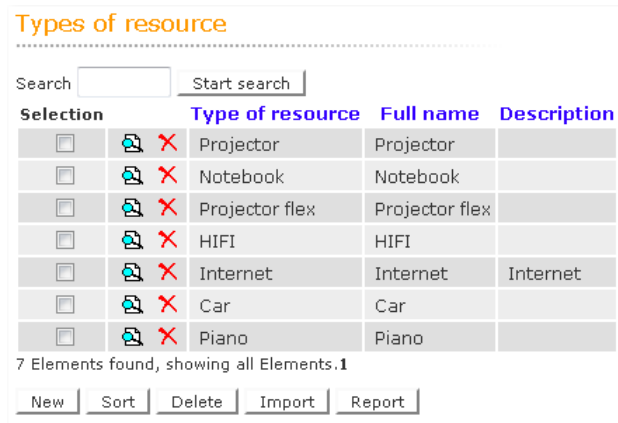 Types of resource
Search Start search
Selection Type of resource Full name Description
Projector Projector
Notebook Notebook
Projector flex Projector flex
HIFI HIFI
Internet Internet Internet
Car Car
Piano Piano
7 Elements found, showing all Elements.1
New Sort Delete Import Report